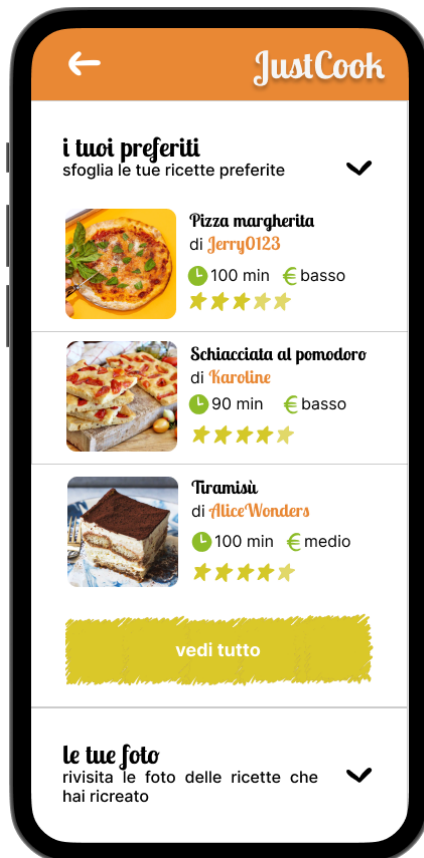 JustCook
i tuoi preferiti
sfoglia le tue ricette preferite
Pizza margherita
di Jerry0123
100 min € basso
Schiacciata al pomodoro
di Karoline
90 min € basso
Tiramisù
di AliceWonders
100 min € medio
vedi tutto
le tue foto
rivisita le foto delle ricette che
hai ricreato